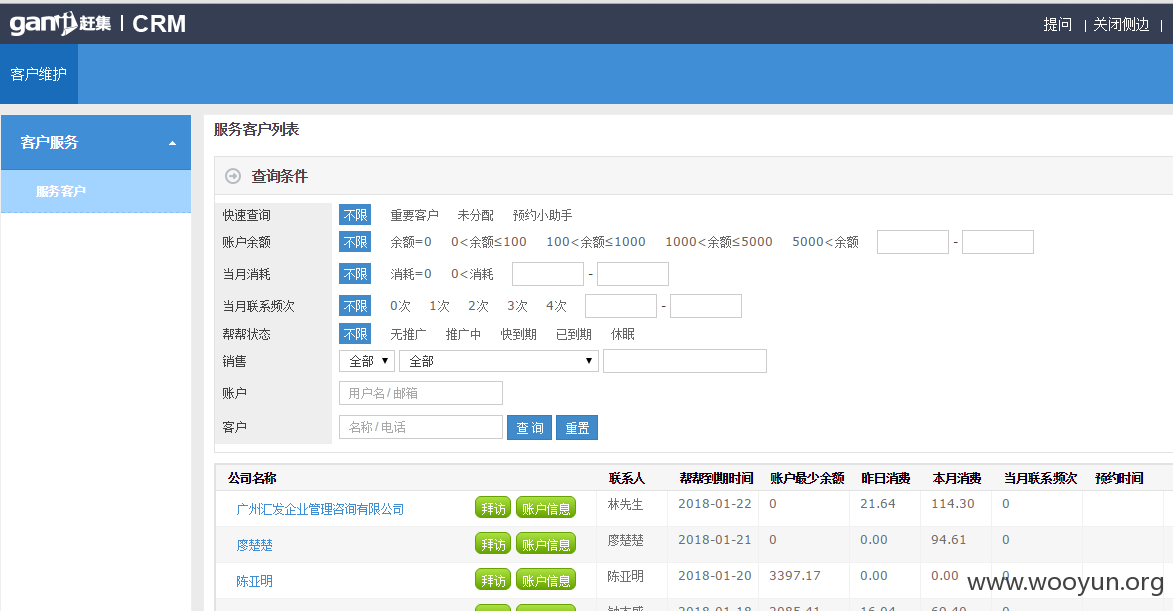 ganji 赶集 | CRM 提问 | 关闭侧边 |
客户维护
客户服务
服务客户
服务客户列表
查询条件
快速查询 不限 重要客户 未分配 预约小助手
账户余额 不限 余额=0 0<余额≤100 100<余额≤1000 1000<余额≤5000 5000<余额 -
当月消耗 不限 消耗=0 0<消耗 -
当月联系频次 不限 0次 1次 2次 3次 4次 -
帮帮状态 不限 无推广 推广中 快到期 已到期 休眠
销售 全部 全部
账户 用户名/邮箱
客户 名称/电话 查询 重置
公司名称 联系人 帮帮到期时间 账户最少余额 昨日消费 本月消费 当月联系频次 预约时间
广州汇发企业管理咨询有限公司 拜访 账户信息 林先生 2018-01-22 0 21.64 114.30 0
廖楚楚 拜访 账户信息 廖楚楚 2018-01-21 0 0.00 94.61 0
陈亚明 拜访 账户信息 陈亚明 2018-01-20 3397.17 0.00 0.00 0
www.wooyun.org